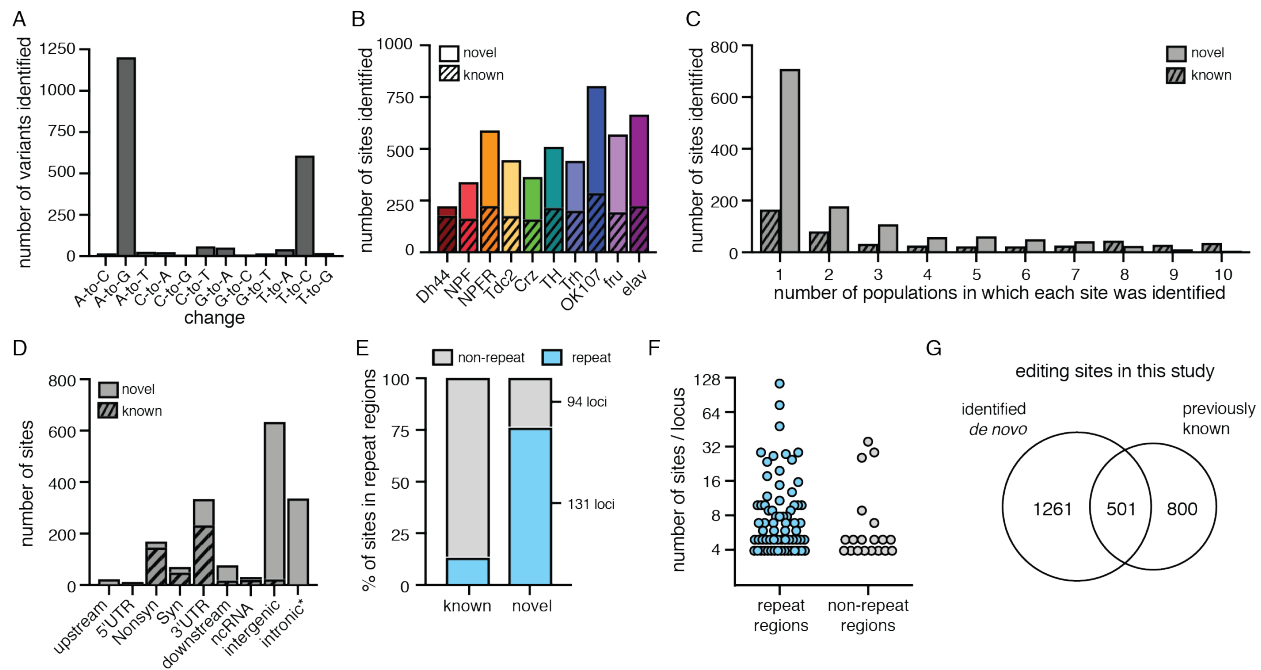 A
number of variants identified
1250
1000
750
500
250
0
A-to-C
A-to-G
A-to-T
C-to-A
C-to-G
C-to-T
G-to-A
G-to-C
G-to-T
T-to-A
T-to-C
T-to-G
change
B
number of sites identified
1000
750
500
250
0
novel
known
Dh44
NPF
NPFR
Tdc2
Crz
TH
Trh
OK107
fru
elav
C
number of sites identified
800
600
400
200
0
novel
known
1
2
3
4
5
6
7
8
9
10
number of populations in which each site was identified
D
number of sites
800
600
400
200
0
novel
known
upstream
5'UTR
Nonsyn
Syn
3'UTR
downstream
ncRNA
intergenic
intronic*
E
non-repeat
repeat
% of sites in repeat regions
100
75
50
25
0
94 loci
131 loci
known
novel
F
number of sites / locus
128
64
32
16
8
4
repeat
regions
non-repeat
regions
G
editing sites in this study
identified
de novo
previously
known
1261
501
800